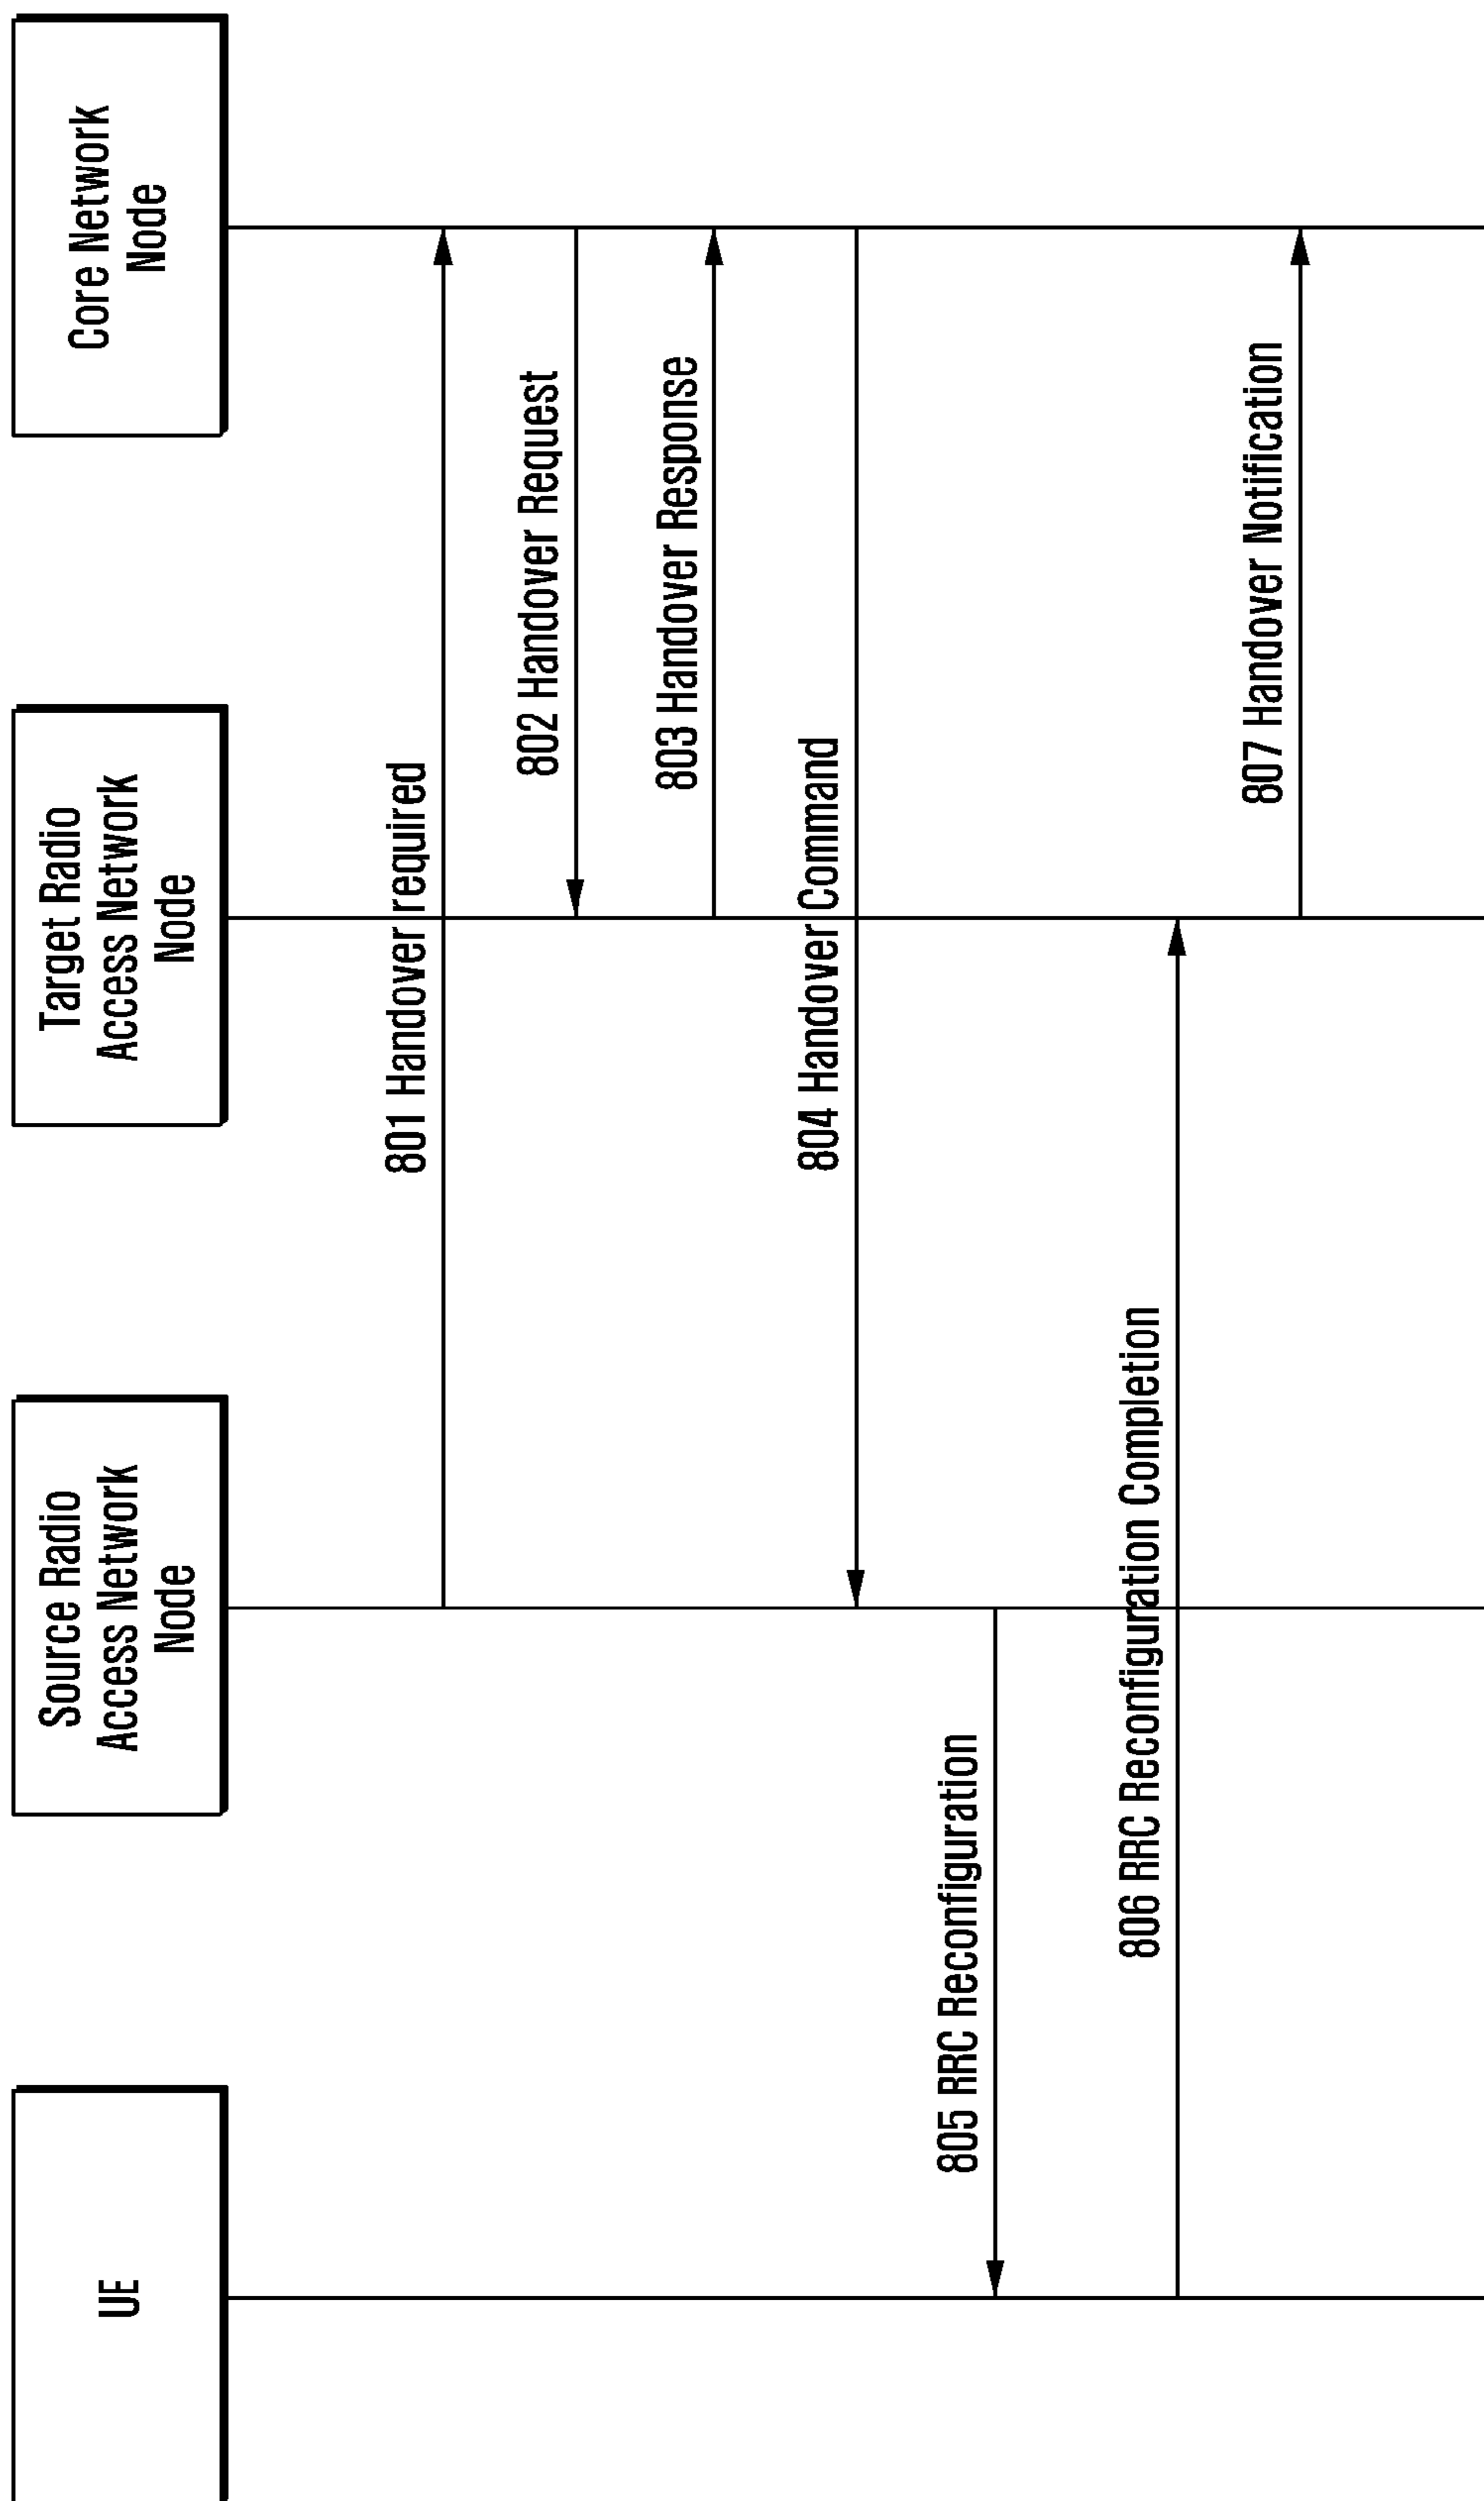 UE
Source Radio
Access Network
Node
Target Radio
Access Network
Node
Core Network
Node
801 Handover required
802 Handover Request
803 Handover Response
804 Handover Command
805 RRC Reconfiguration
806 RRC Reconfiguration Completion
807 Handover Notification